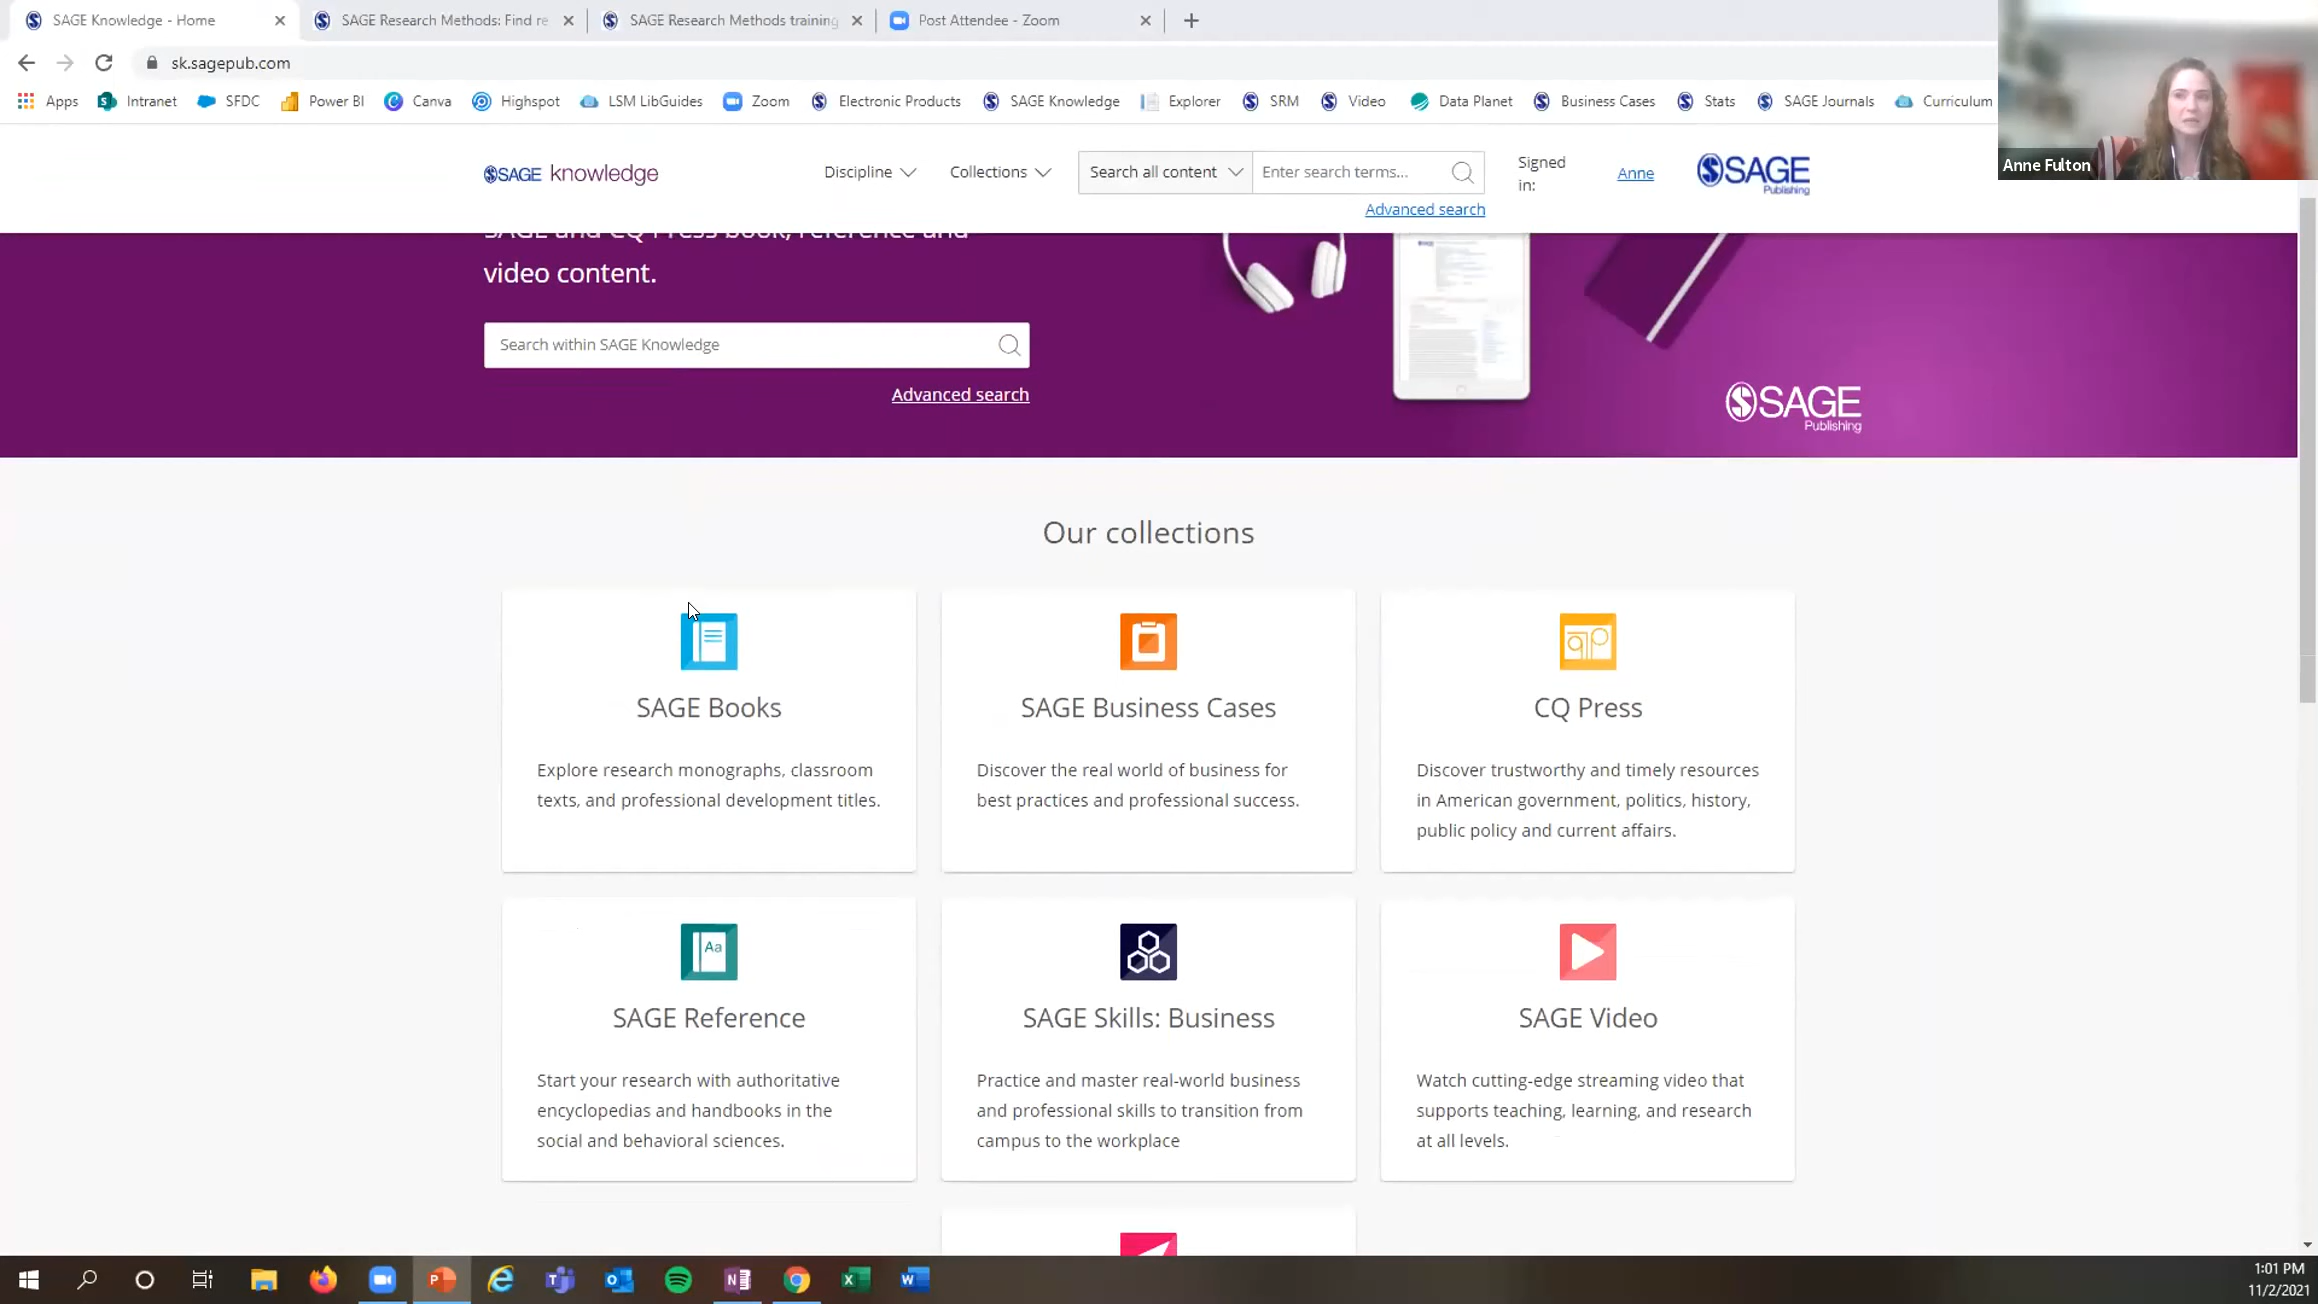 SAGE Knowledge - Home
SAGE Research Methods: Find re
SAGE Research Methods training
Post Attendee - Zoom
sk.sagepub.com
Apps
Intranet
SFDC
Power BI
Canva
Highspot
LSM LibGuides
Zoom
Electronic Products
SAGE Knowledge
Explorer
SRM
Video
Data Planet
Business Cases
Stats
SAGE Journals
Curriculum
Anne Fulton
SAGE knowledge
Discipline
Collections
Search all content
Enter search terms...
Advanced search
Signed
in:
Anne
SAGE
Publishing
SAGE and CQ Press book, reference and
video content.
Search within SAGE Knowledge
Advanced search
SAGE
Publishing
Our collections
SAGE Books
Explore research monographs, classroom
texts, and professional development titles.
SAGE Business Cases
Discover the real world of business for
best practices and professional success.
CQ Press
Discover trustworthy and timely resources
in American government, politics, history,
public policy and current affairs.
Aa
SAGE Reference
Start your research with authoritative
encyclopedias and handbooks in the
social and behavioral sciences.
SAGE Skills: Business
Practice and master real-world business
and professional skills to transition from
campus to the workplace
SAGE Video
Watch cutting-edge streaming video that
supports teaching, learning, and research
at all levels.
1:01 PM
11/2/2021